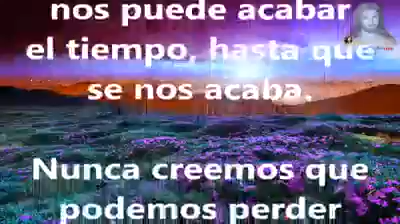 nos puede acabar
el tiempo, hasta que
se nos acaba.
Nunca creemos que
podemos perder